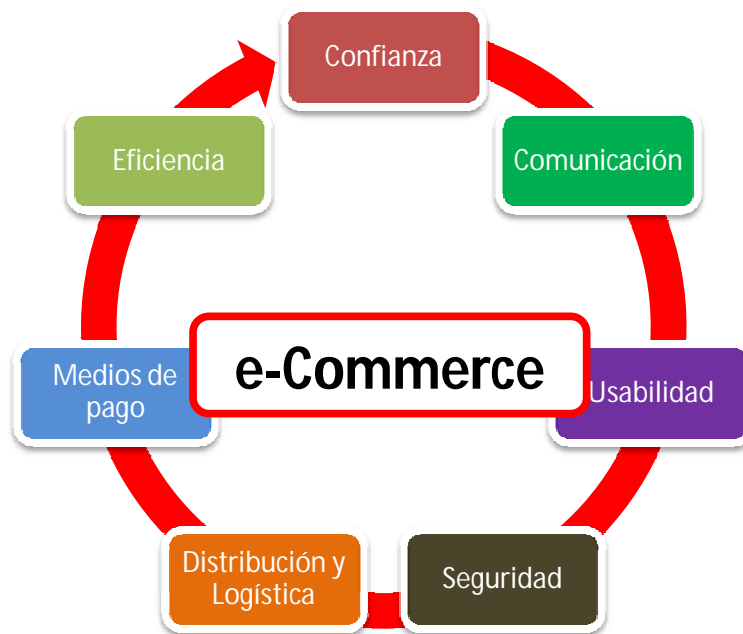 Confianza
Comunicación
Usabilidad
Seguridad
Distribución y
Logística
Medios de
pago
Eficiencia
e-Commerce